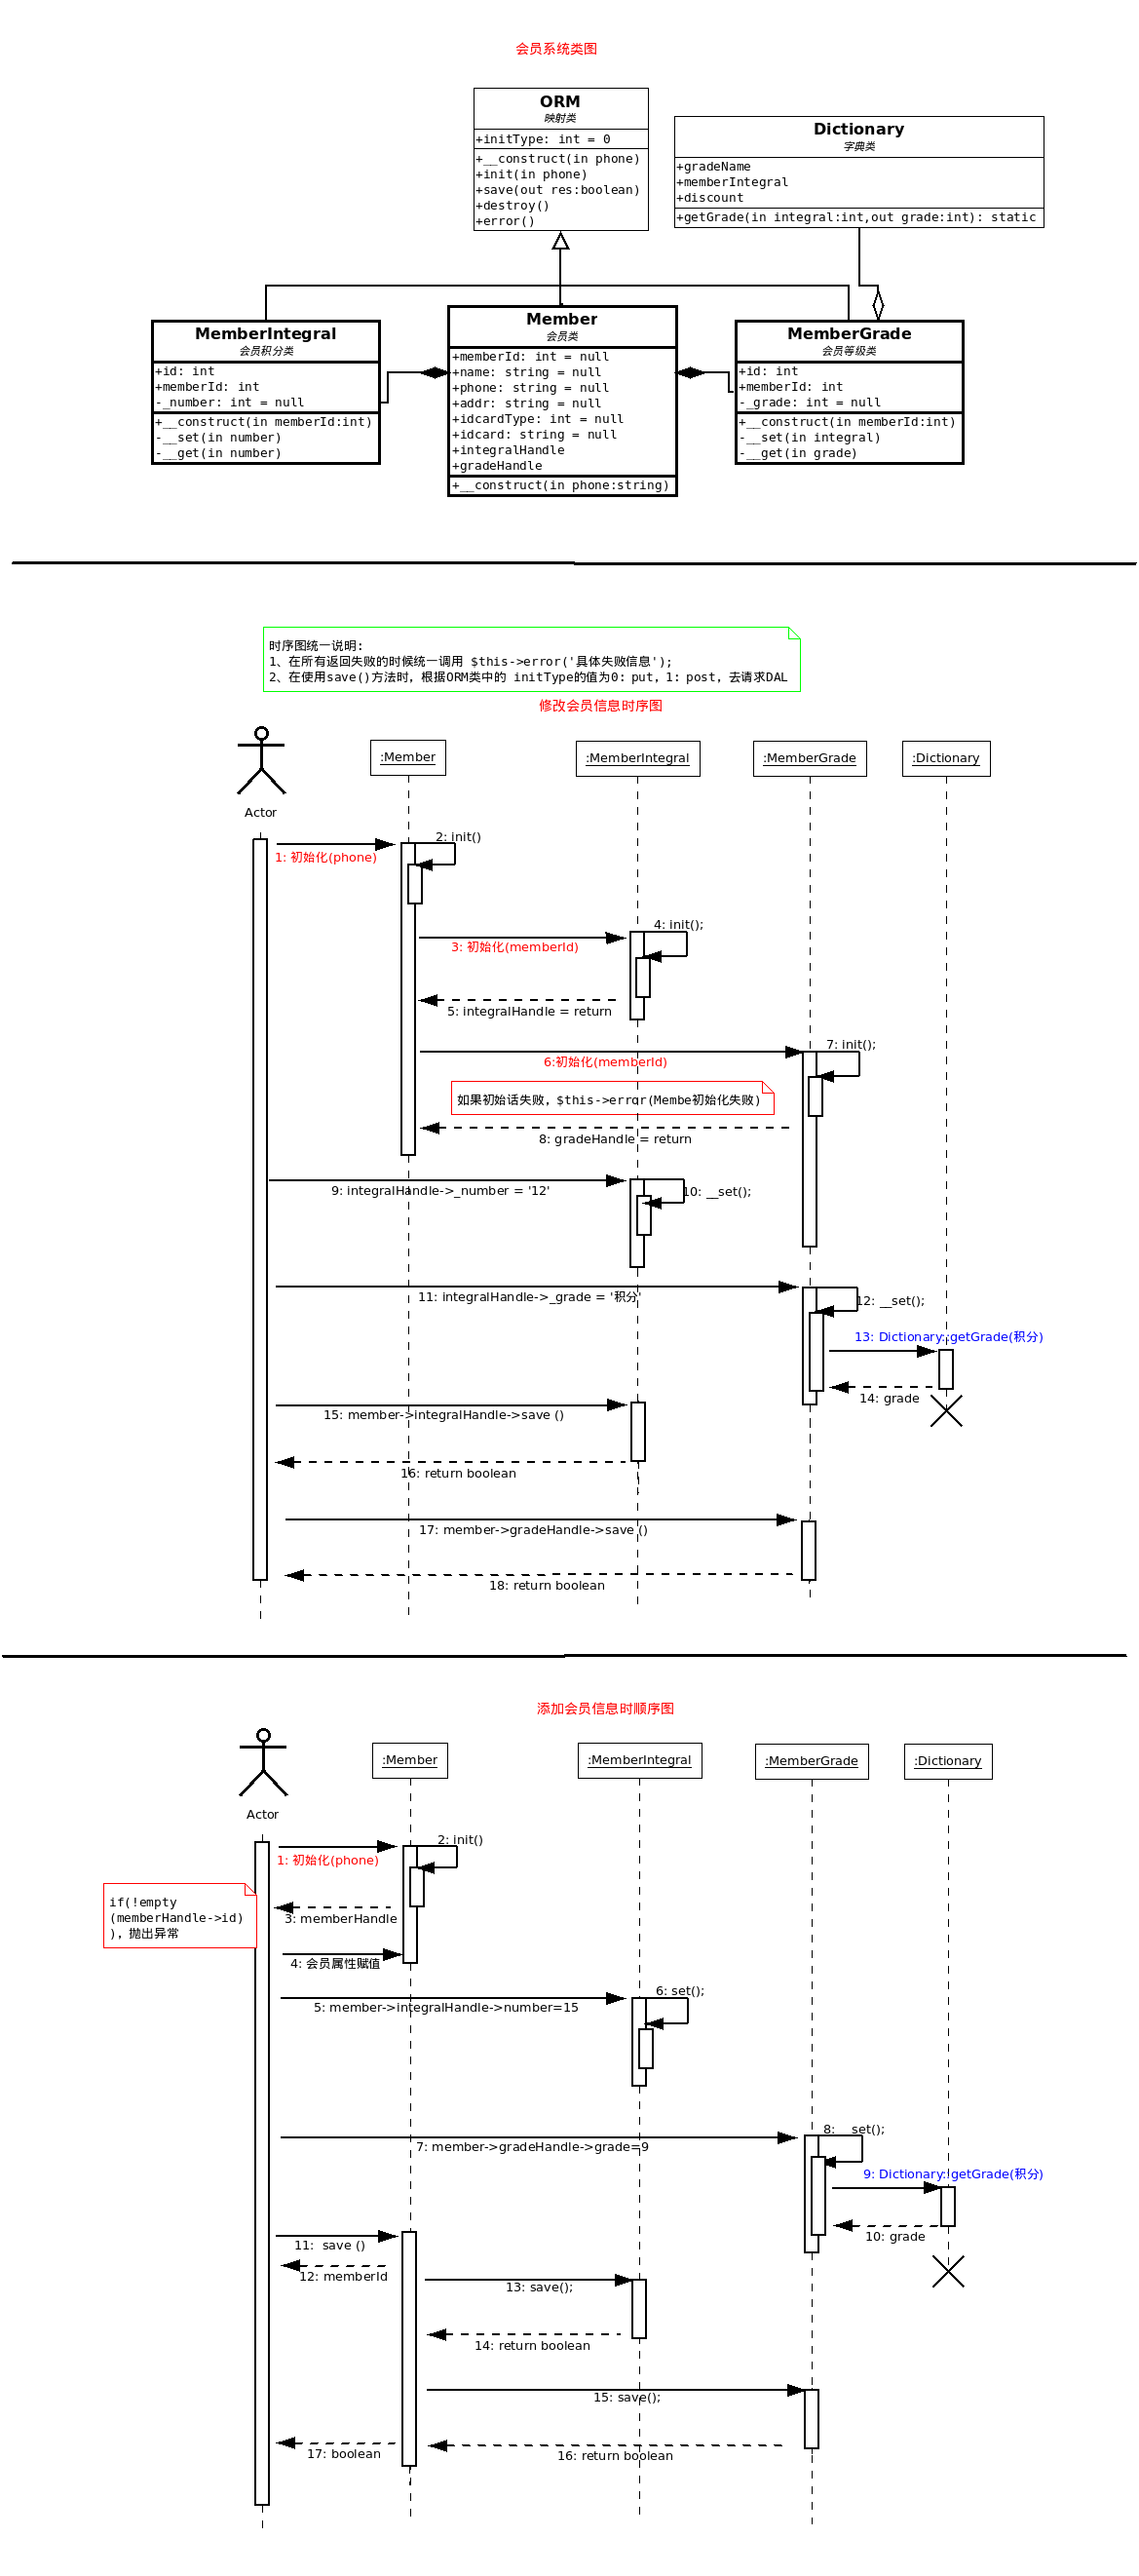 会员系统类图
ORM
映射类
+initType: int = 0
+__construct(in phone)
+init(in phone)
+save(out res:boolean)
+destroy()
+error()
Dictionary
字典类
+gradeName
+memberIntegral
+discount
+getGrade(in integral:int,out grade:int): static
MemberIntegral
会员积分类
+id: int
+memberId: int
-_number: int = null
+__construct(in memberId:int)
-__set(in number)
-__get(in number)
Member
会员类
+memberId: int = null
+name: string = null
+phone: string = null
+addr: string = null
+idcardType: int = null
+idcard: string = null
+integralHandle
+gradeHandle
+__construct(in phone:string)
MemberGrade
会员等级类
+id: int
+memberId: int
-_grade: int = null
+__construct(in memberId:int)
-__set(in integral)
-__get(in grade)
时序图统一说明:
1、在所有返回失败的时候统一调用 $this->error('具体失败信息');
2、在使用save()方法时，根据ORM类中的 initType的值为0: put，1: post，去请求DAL
修改会员信息时序图
Actor
:Member
:MemberIntegral
:MemberGrade
:Dictionary
1: 初始化(phone)
2: init()
3: 初始化(memberId)
4: init();
5: integralHandle = return
6:初始化(memberId)
7: init();
如果初始话失败，$this->error(Membe初始化失败)
8: gradeHandle = return
9: integralHandle->_number = '12'
10: __set();
11: integralHandle->_grade = '积分'
12: __set();
13: Dictionary::getGrade(积分)
14: grade
15: member->integralHandle->save ()
16: return boolean
17: member->gradeHandle->save ()
18: return boolean
添加会员信息时顺序图
Actor
:Member
:MemberIntegral
:MemberGrade
:Dictionary
1: 初始化(phone)
2: init()
if(!empty
(memberHandle->id)
)，抛出异常
3: memberHandle
4: 会员属性赋值
5: member->integralHandle->number=15
6: set();
7: member->gradeHandle->grade=9
8: __set();
9: Dictionary::getGrade(积分)
10: grade
11:  save ()
12: memberId
13: save();
14: return boolean
15: save();
16: return boolean
17: boolean